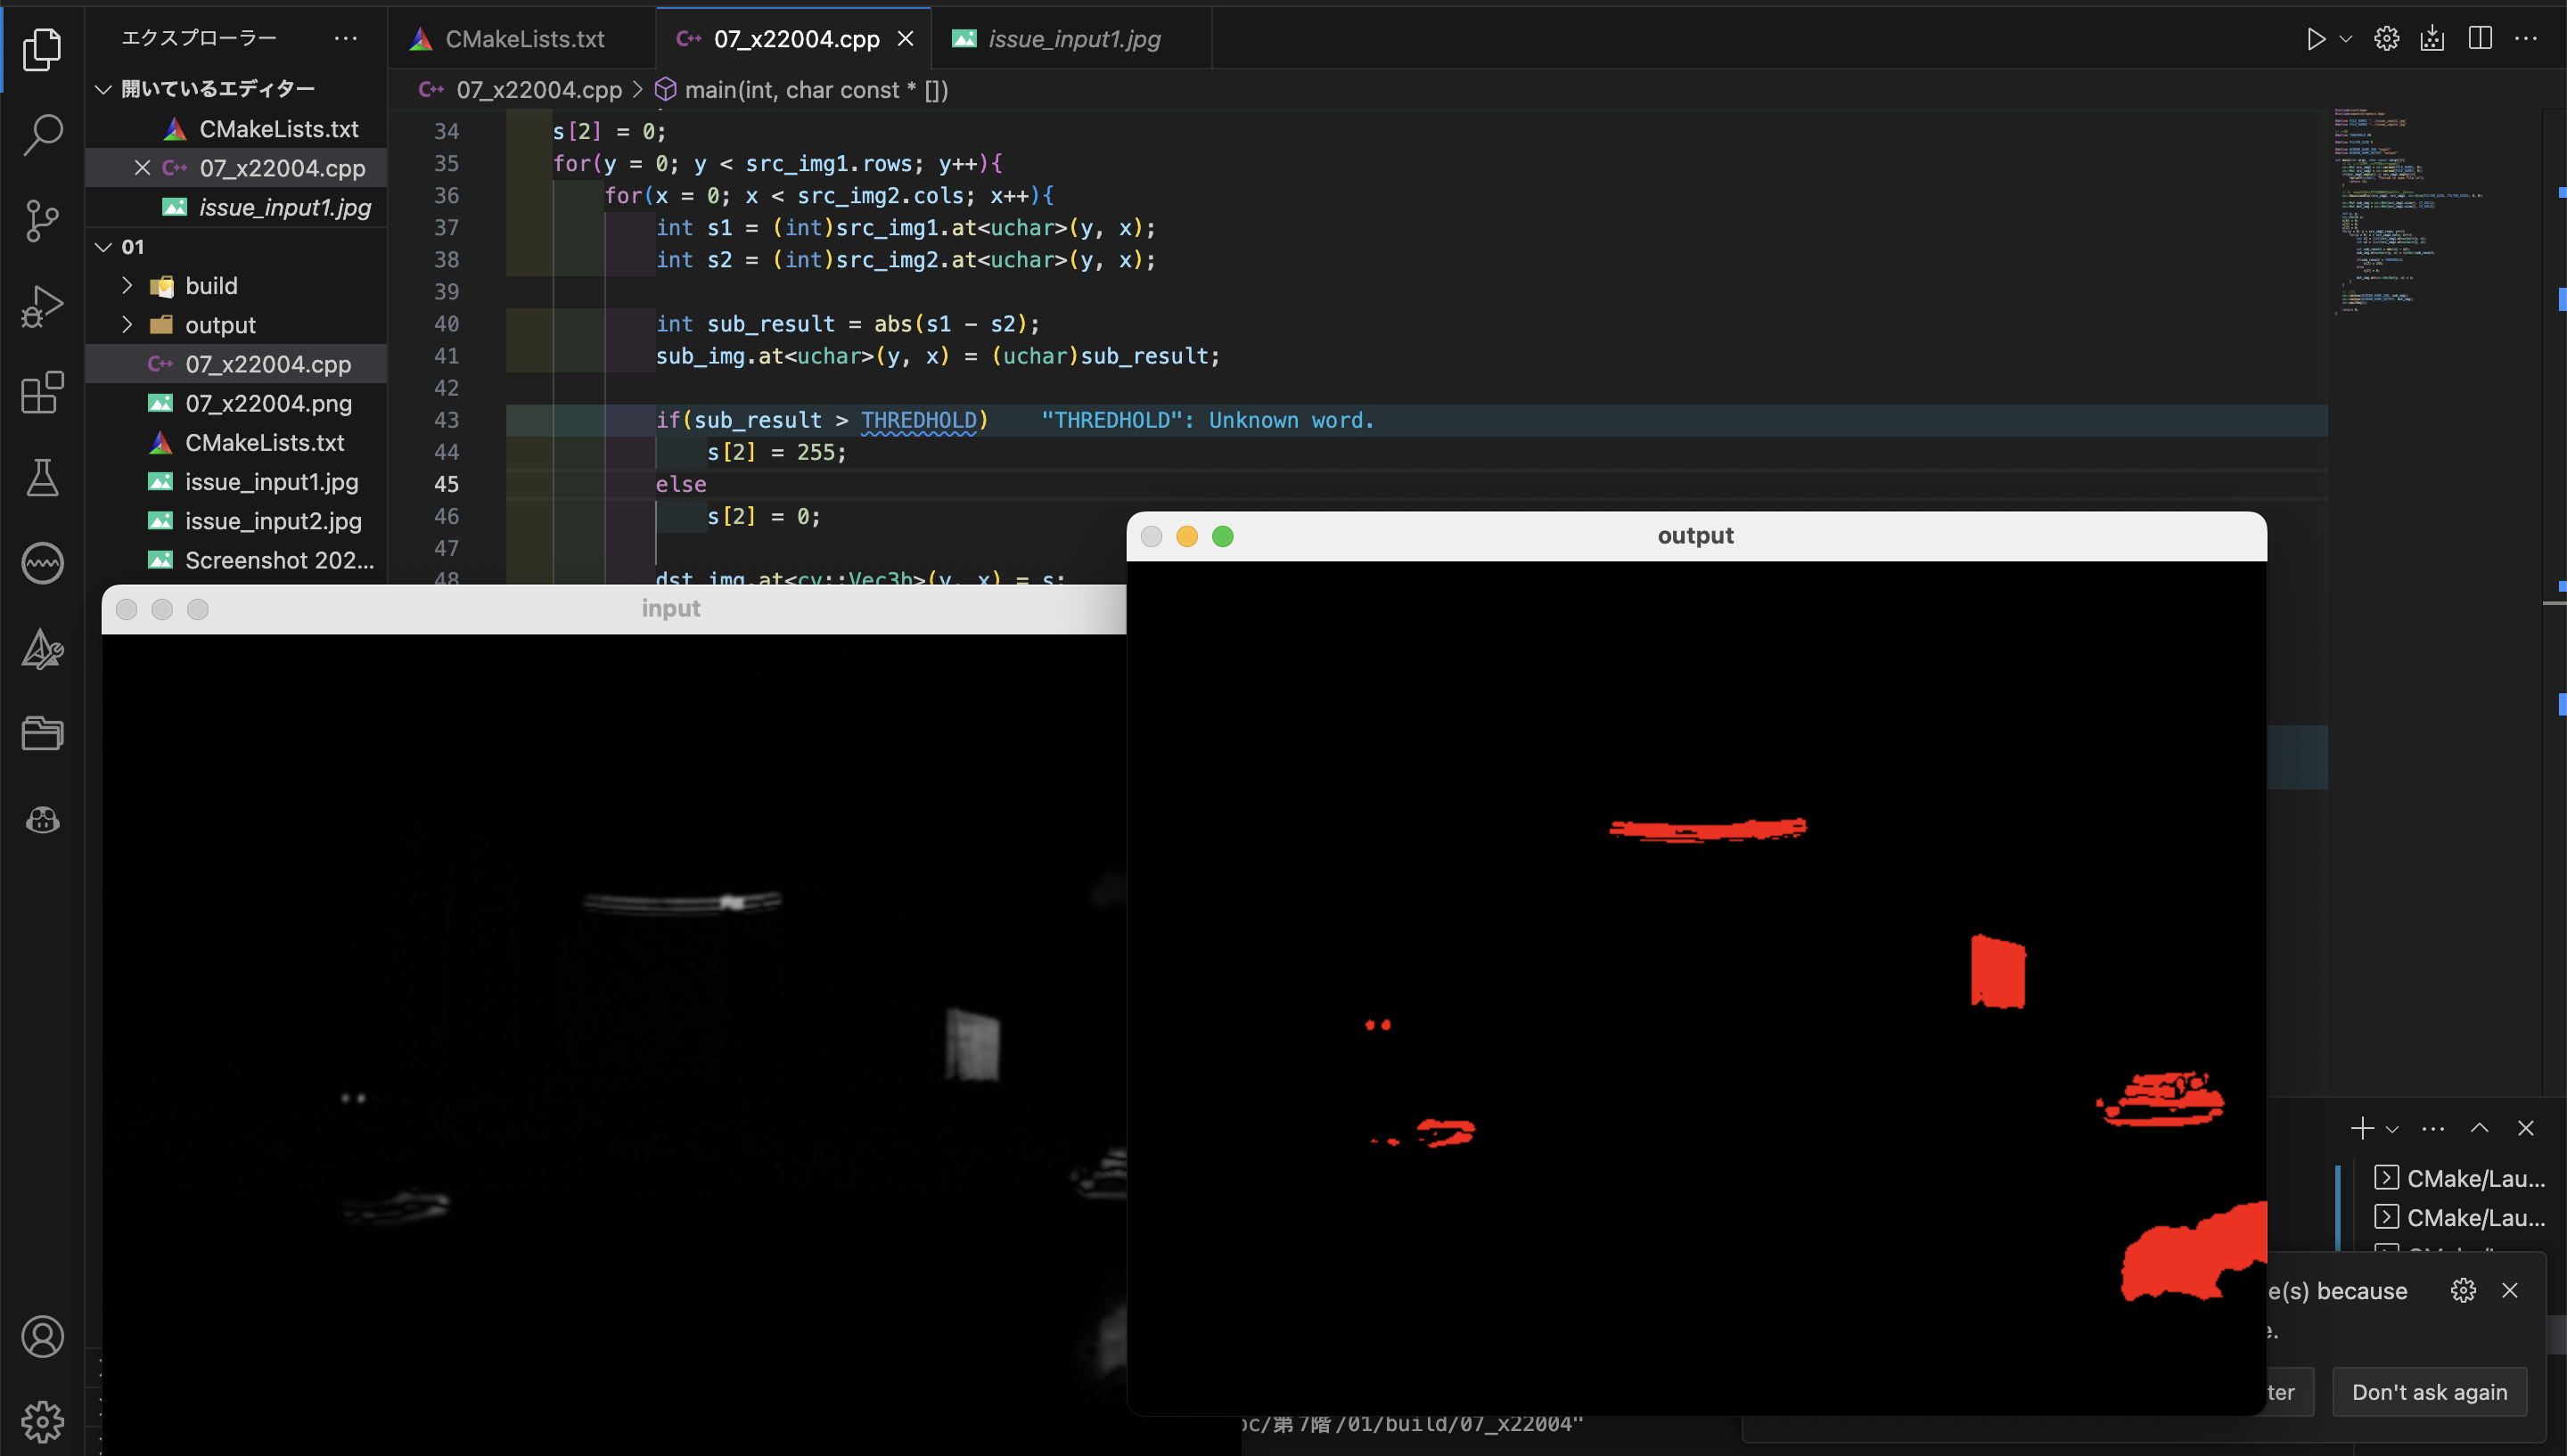 エクスプローラー
開いているエディター
CMakeLists.txt
07_x22004.cpp
issue_input1.jpg
01
build
output
07_x22004.cpp
07_x22004.png
CMakeLists.txt
issue_input1.jpg
issue_input2.jpg
Screenshot 202...
CMakeLists.txt
07_x22004.cpp
issue_input1.jpg
07_x22004.cpp > main(int, char const * [])
34 s[2] = 0;
35 for(y = 0; y < src_img1.rows; y++){
36 for(x = 0; x < src_img2.cols; x++){
37 int s1 = (int)src_img1.at<uchar>(y, x);
38 int s2 = (int)src_img2.at<uchar>(y, x);
39
40 int sub_result = abs(s1 - s2);
41 sub_img.at<uchar>(y, x) = (uchar)sub_result;
42
43 if(sub_result > THREDHOLD) "THREDHOLD": Unknown word.
44 s[2] = 255;
45 else
46 s[2] = 0;
47
48 dst_img.at<cv::Vec3b>(y, x) = s;
input
output
CMake/Lau...
CMake/Lau...
e(s) because
e.
ter
Don't ask again
oc/第7階/01/build/07_x22004"